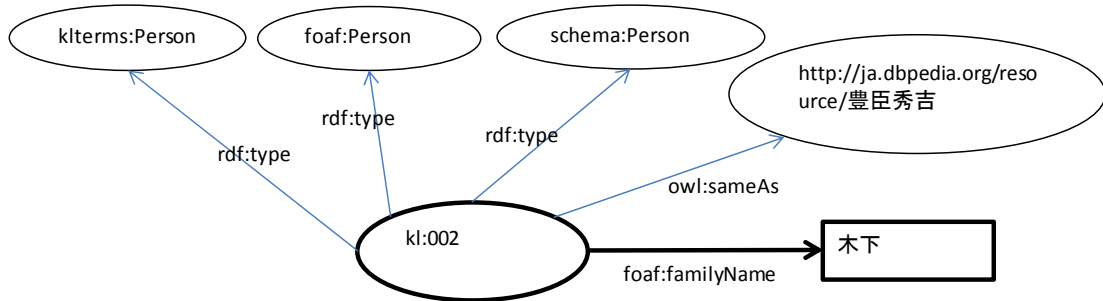 klterms:Person
foaf:Person
schema:Person
http://ja.dbpedia.org/reso
urce/豊臣秀吉
rdf:type
rdf:type
rdf:type
owl:sameAs
kl:002
木下
foaf:familyName